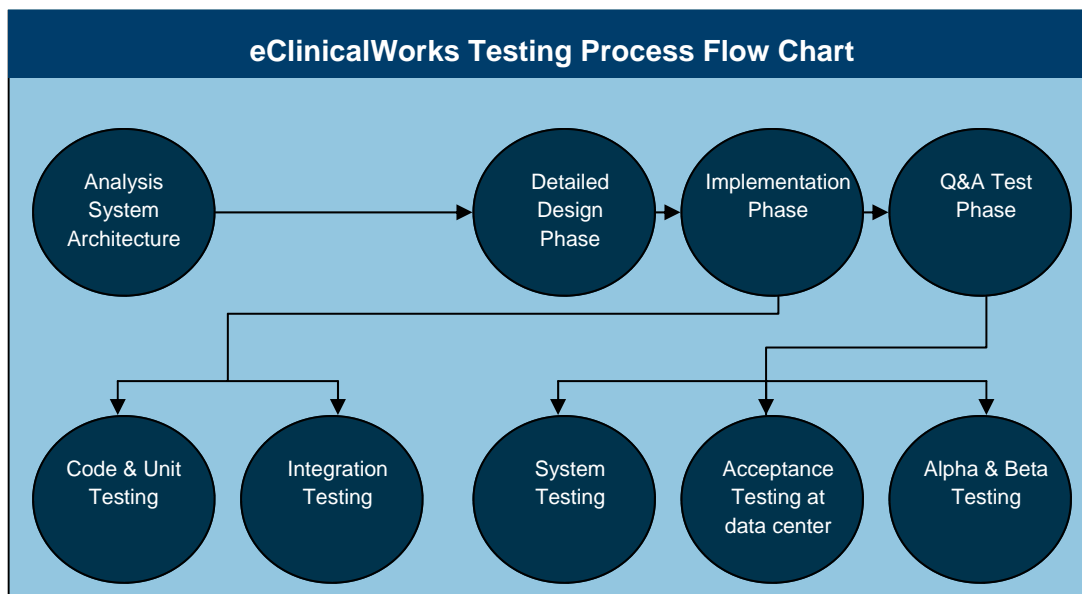 eClinicalWorks Testing Process Flow Chart
Analysis
System
Architecture
Detailed
Design
Phase
Implementation
Phase
Q&A Test
Phase
Code & Unit
Testing
Integration
Testing
System
Testing
Acceptance
Testing at
data center
Alpha & Beta
Testing